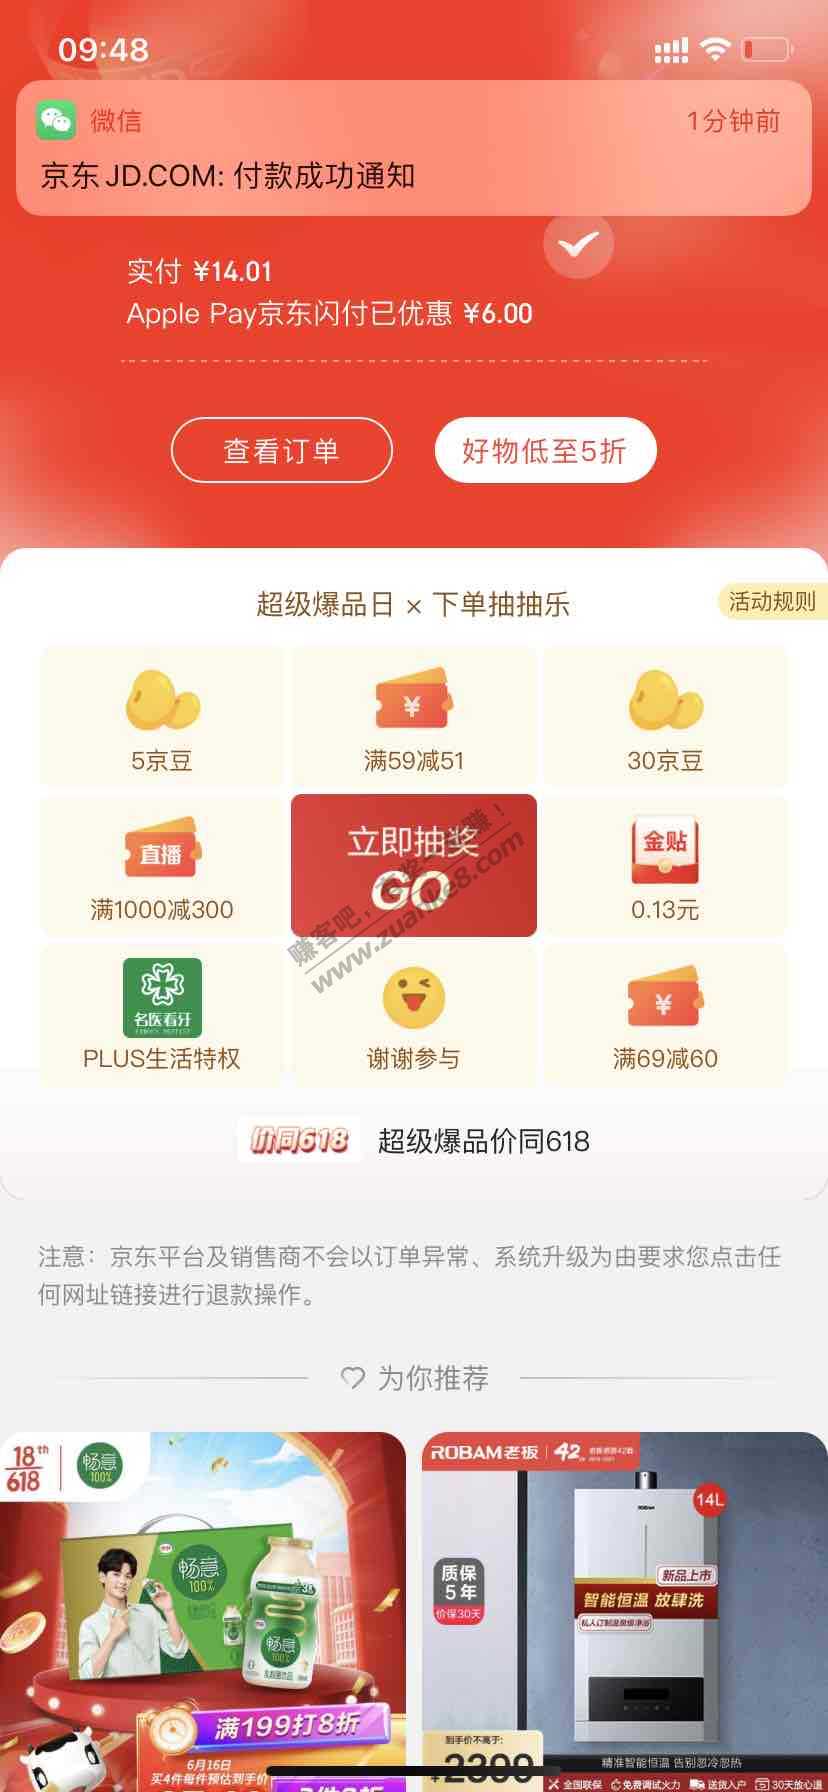 09:48
微信
1分钟前
京东JD.COM: 付款成功通知
实付 ¥14.01
Apple Pay京东闪付已优惠 ¥6.00
查看订单
好物低至5折
超级爆品日 × 下单抽抽乐
活动规则
5京豆
¥
满59减51
30京豆
直播
满1000减300
立即抽奖
GO
金贴
0.13元
赚客吧，有奖一起赚！
www.zuanke8.com
名医看牙
PLUS生活特权
谢谢参与
¥
满69减60
价同618
超级爆品价同618
注意：京东平台及销售商不会以订单异常、系统升级为由要求您点击任
何网址链接进行退款操作。
为你推荐
18th
618
畅意
100%
畅意
100%
畅意
100%
满199打8折
6月16日
买4件每件预估到手价
ROBAM老板
42
14L
质保
5年
价保30天
新品上市
智能恒温 放肆洗
到手价不高于:
¥2300
精准智能恒温 告别忽冷忽热
全国联保
免费调试火力
送货入户
30天放心退